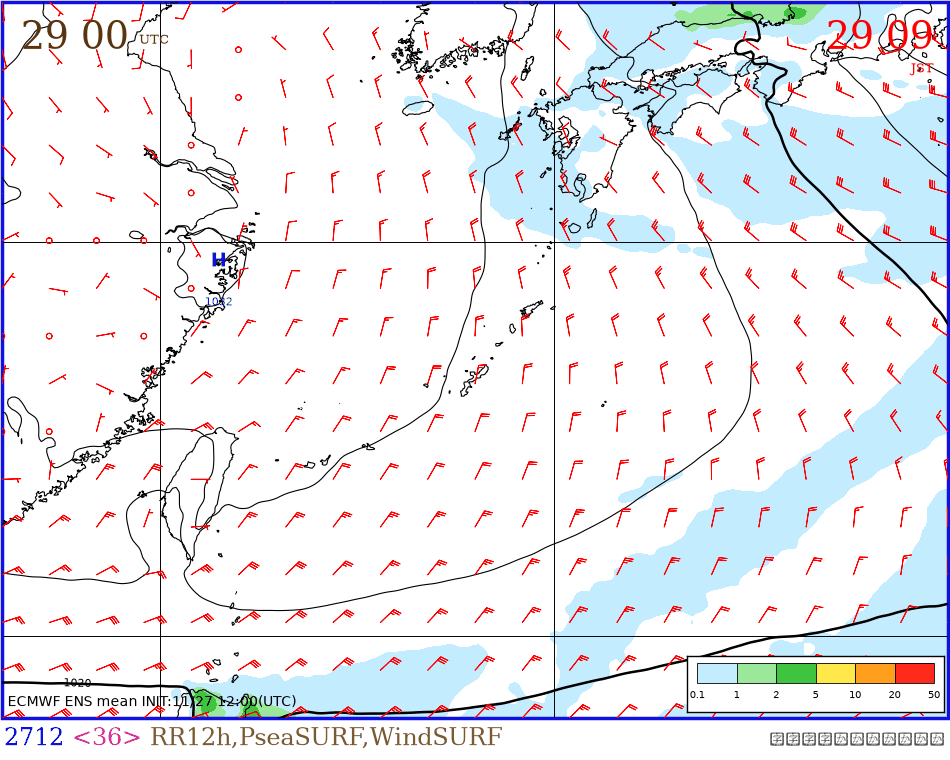 29 00 UTC
29 09 JST
H
1032
1020
ECMWF ENS mean INIT:11/27 12:00(UTC)
0.1 1 2 5 10 20 50
2712 <36> RR12h,PseaSURF,WindSURF